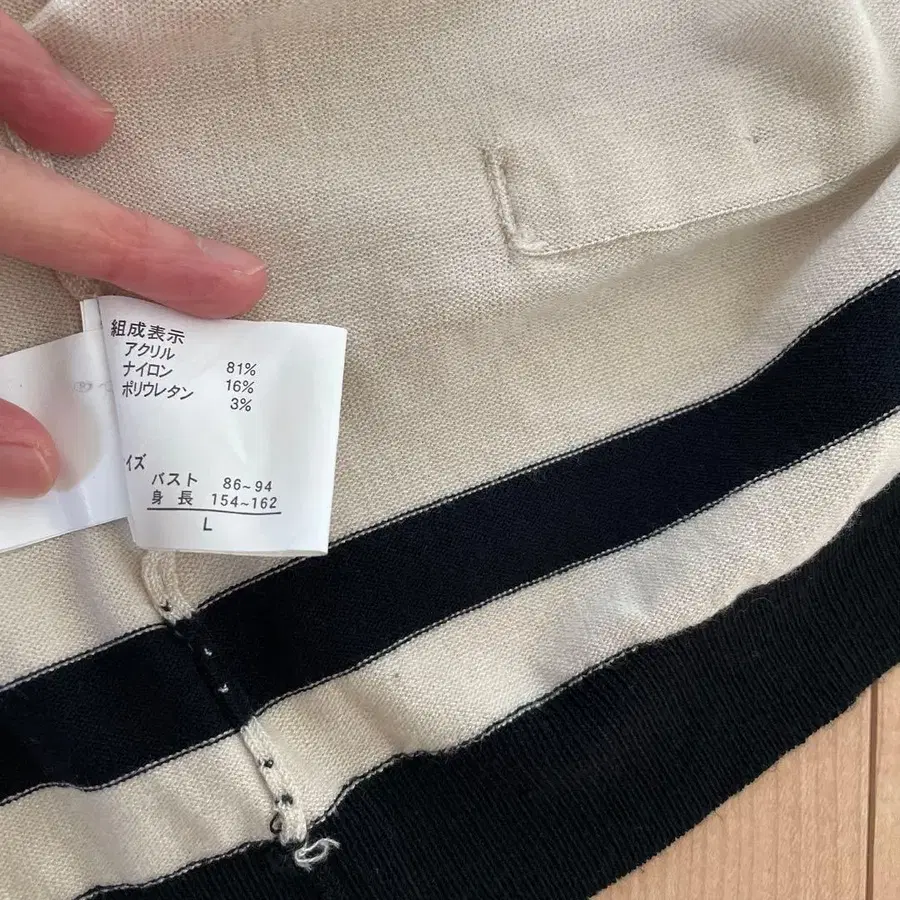 組成表示
アクリル 81%
ナイロン 16%
ポリウレタン 3%
イズ
バスト 86~94
身長 154~162
L